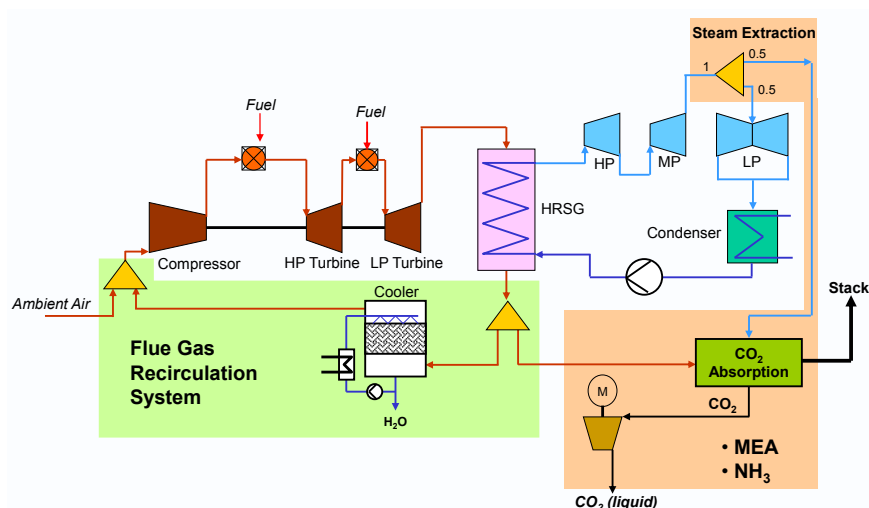 Steam Extraction
0.5
1
0.5
Fuel
Fuel
HP
MP
LP
HRSG
Condenser
Compressor
HP Turbine
LP Turbine
Cooler
Ambient Air
Stack
Flue Gas
Recirculation
System
CO₂
Absorption
M
CO₂
H₂O
• MEA
• NH₃
CO₂ (liquid)